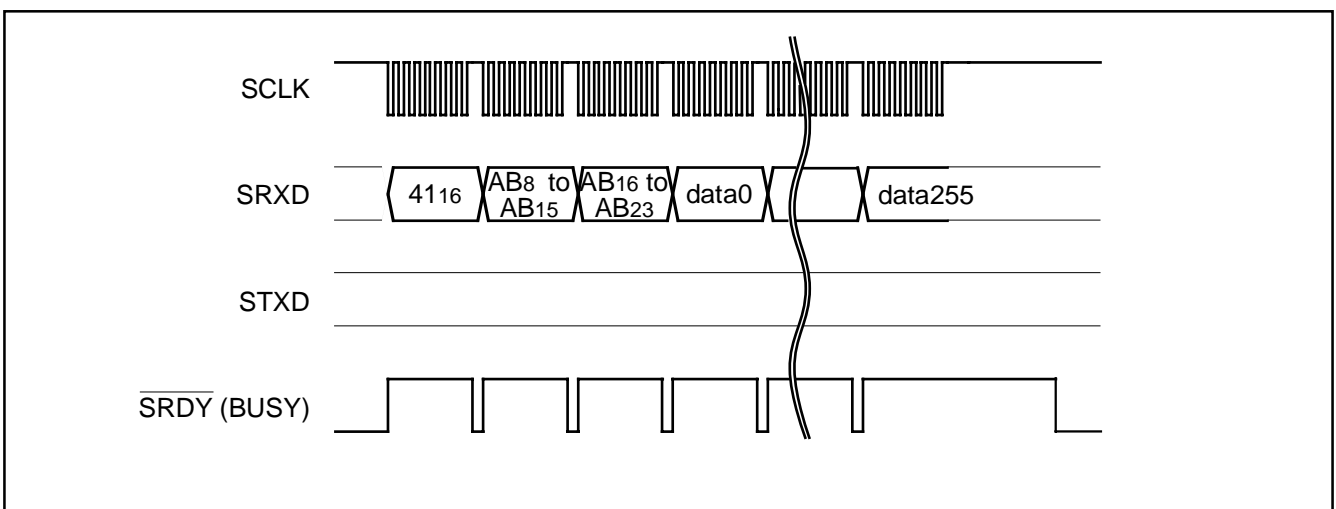 SCLK
SRXD
4116
AB8 to
AB15
AB16 to
AB23
data0
data255
STXD
SRDY (BUSY)